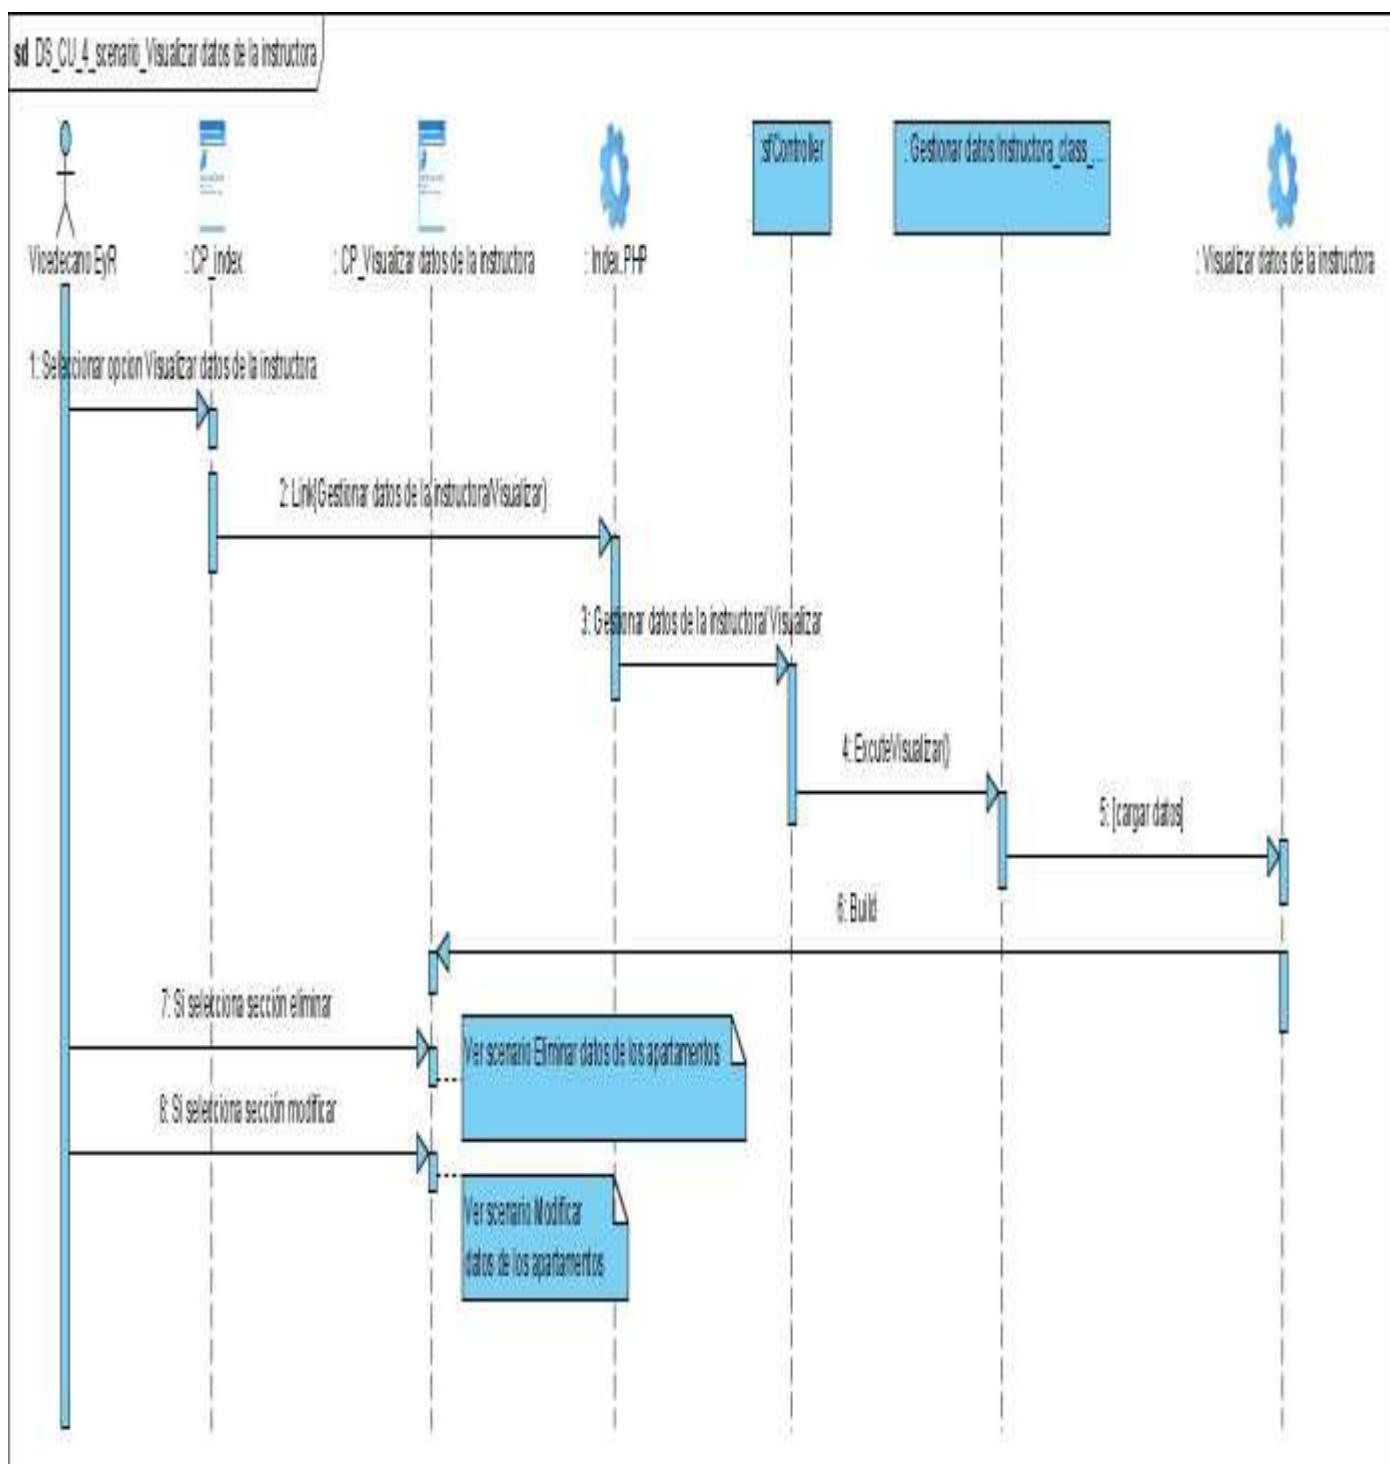 sd DS_CU_4_scenario_Visualizar datos de la instructora
Vicedecano EyR
: CP_index
: CP_Visualizar datos de la instructora
: Index.PHP
:sfController
: Gestionar datos Instructora_class_...
: Visualizar datos de la instructora
1: Seleccionar opcion Visualizar datos de la instructora
2: Link(Gestionar datos de la instructora/Visualizar)
3: Gestionar datos de la instructora/ Visualizar
4: ExcuteVisualizar()
5: [cargar datos]
6: Build
7: Si selecciona sección eliminar
Ver scenario Eliminar datos de los apartamentos
8: Si selecciona sección modificar
Ver scenario Modificar
datos de los apartamentos